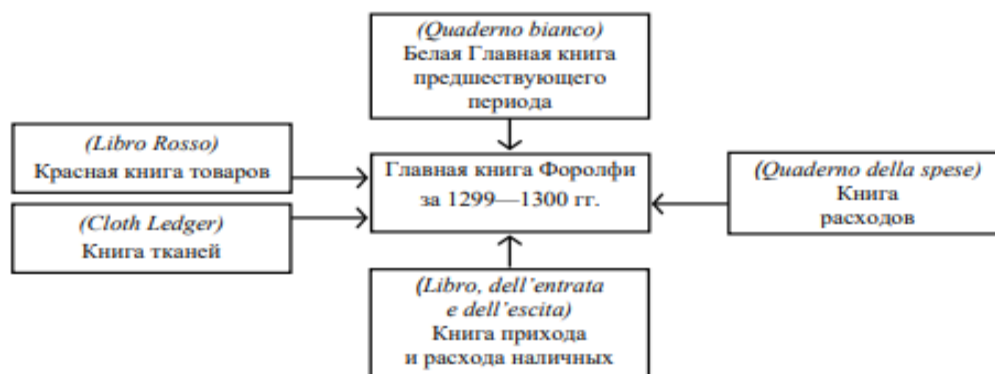 (Quaderno bianco)
Белая Главная книга
предшествующего
периода
(Libro Rosso)
Красная книга товаров
(Cloth Ledger)
Книга тканей
Главная книга Форолфи
за 1299—1300 гг.
(Quaderno della spese)
Книга
расходов
(Libro, dell’entrata
e dell’escita)
Книга прихода
и расхода наличных